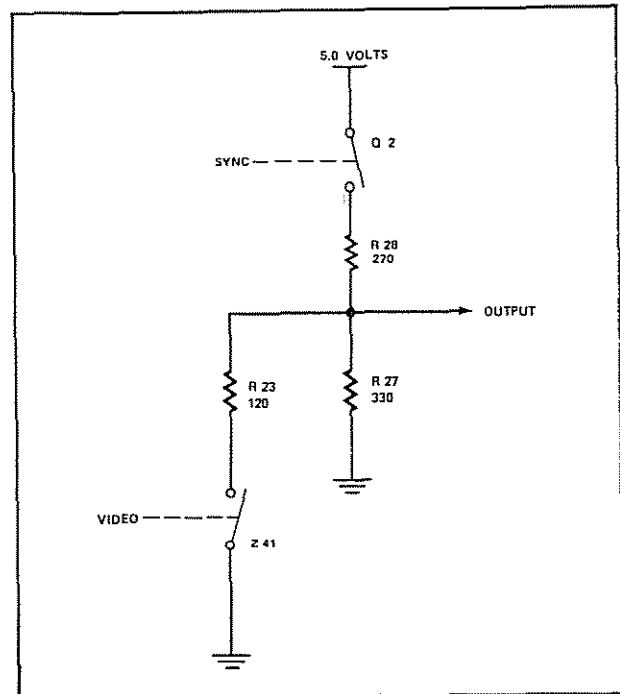 5.0 VOLTS
Q 2
SYNC
R 28
270
OUTPUT
R 23
120
R 27
330
VIDEO
Z 41